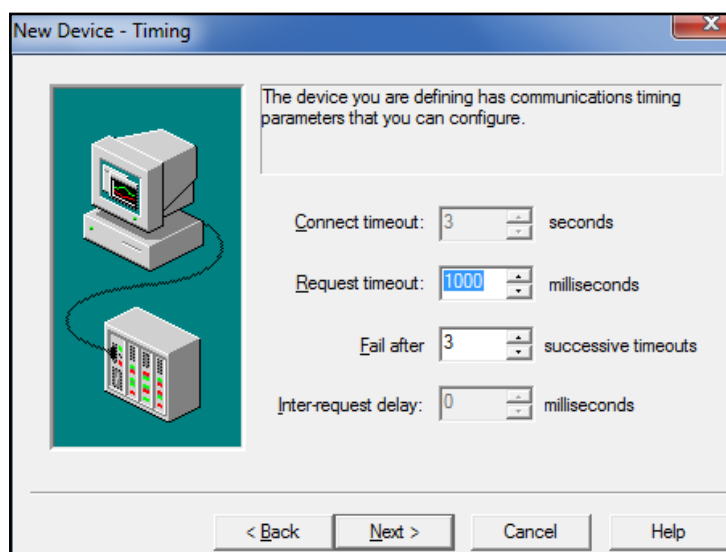 New Device - Timing
The device you are defining has communications timing
parameters that you can configure.
Connect timeout: 3 seconds
Request timeout: 1000 milliseconds
Fail after 3 successive timeouts
Inter-request delay: 0 milliseconds
< Back Next > Cancel Help